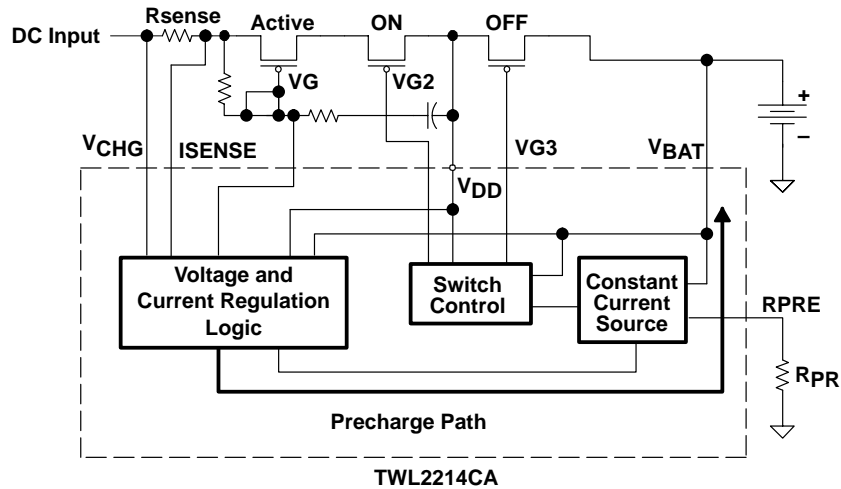 Rsense
Active
ON
OFF
DC Input
VG
VG2
+
−
VCHG
ISENSE
VDD
VG3
VBAT
Voltage and
Current Regulation
Logic
Switch
Control
Constant
Current
Source
RPRE
RPR
Precharge Path
TWL2214CA